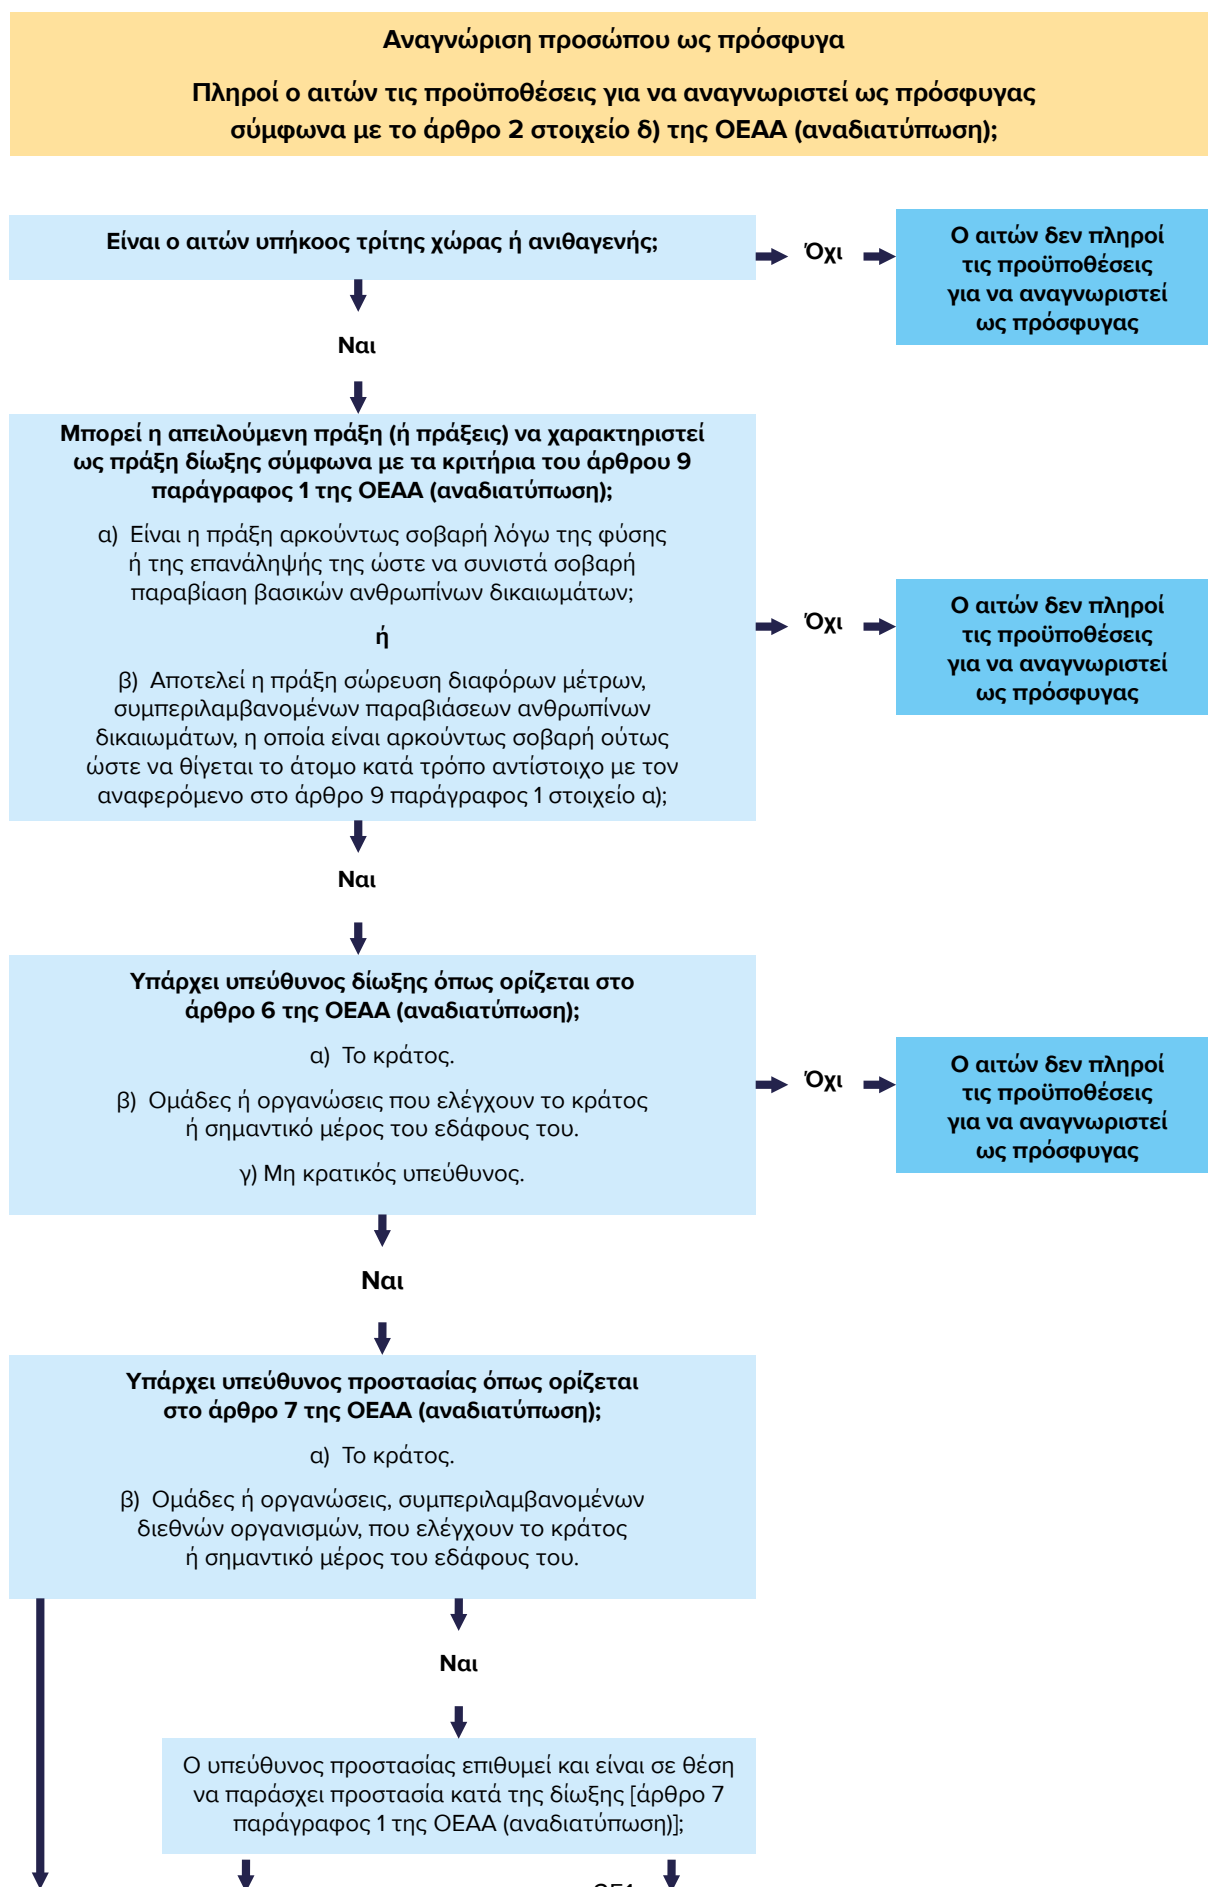 Αναγνώριση προσώπου ως πρόσφυγα
Πληροί ο αιτών τις προϋποθέσεις για να αναγνωριστεί ως πρόσφυγας
σύμφωνα με το άρθρο 2 στοιχείο δ) της ΟΕΑΑ (αναδιατύπωση);
Είναι ο αιτών υπήκοος τρίτης χώρας ή ανιθαγενής;
Όχι
Ο αιτών δεν πληροί
τις προϋποθέσεις
για να αναγνωριστεί
ως πρόσφυγας
Ναι
Μπορεί η απειλούμενη πράξη (ή πράξεις) να χαρακτηριστεί
ως πράξη δίωξης σύμφωνα με τα κριτήρια του άρθρου 9
παράγραφος 1 της ΟΕΑΑ (αναδιατύπωση);
α) Είναι η πράξη αρκούντως σοβαρή λόγω της φύσης
ή της επανάληψής της ώστε να συνιστά σοβαρή
παραβίαση βασικών ανθρωπίνων δικαιωμάτων;
ή
β) Αποτελεί η πράξη σώρευση διαφόρων μέτρων,
συμπεριλαμβανομένων παραβιάσεων ανθρωπίνων
δικαιωμάτων, η οποία είναι αρκούντως σοβαρή ούτως
ώστε να θίγεται το άτομο κατά τρόπο αντίστοιχο με τον
αναφερόμενο στο άρθρο 9 παράγραφος 1 στοιχείο α);
Όχι
Ο αιτών δεν πληροί
τις προϋποθέσεις
για να αναγνωριστεί
ως πρόσφυγας
Ναι
Υπάρχει υπεύθυνος δίωξης όπως ορίζεται στο
άρθρο 6 της ΟΕΑΑ (αναδιατύπωση);
α) Το κράτος.
β) Ομάδες ή οργανώσεις που ελέγχουν το κράτος
ή σημαντικό μέρος του εδάφους του.
γ) Μη κρατικός υπεύθυνος.
Όχι
Ο αιτών δεν πληροί
τις προϋποθέσεις
για να αναγνωριστεί
ως πρόσφυγας
Ναι
Υπάρχει υπεύθυνος προστασίας όπως ορίζεται
στο άρθρο 7 της ΟΕΑΑ (αναδιατύπωση);
α) Το κράτος.
β) Ομάδες ή οργανώσεις, συμπεριλαμβανομένων
διεθνών οργανισμών, που ελέγχουν το κράτος
ή σημαντικό μέρος του εδάφους του.
Ναι
Ο υπεύθυνος προστασίας επιθυμεί και είναι σε θέση
να παράσχει προστασία κατά της δίωξης [άρθρο 7
παράγραφος 1 της ΟΕΑΑ (αναδιατύπωση)];